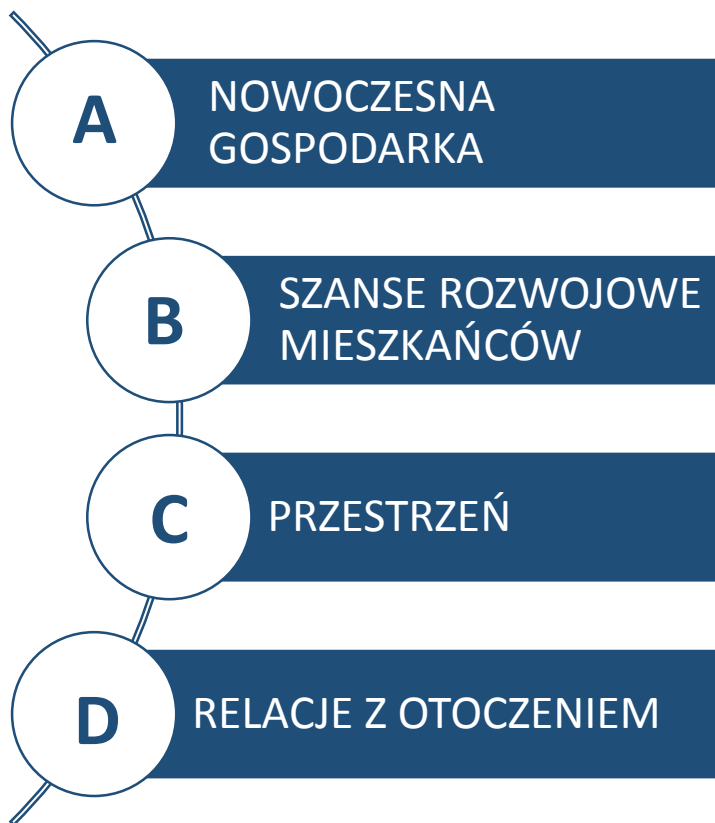 A
NOWOCZESNA
GOSPODARKA
B
SZANSE ROZWOJOWE
MIESZKAŃCÓW
C
PRZESTRZEŃ
D
RELACJE Z OTOCZENIEM